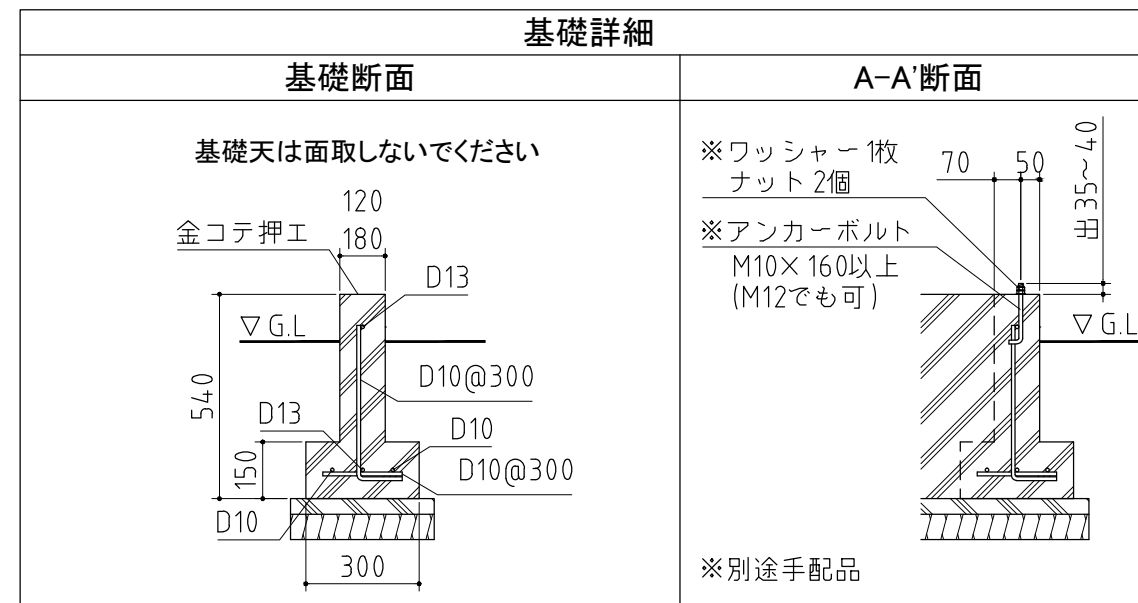 基礎詳細
基礎断面
A-A'断面
基礎天は面取しないでください
120
180
金コテ押エ
D13
▽G.L
D10@300
540
D13
D10
150
D10@300
D10
300
※ワッシャー1枚
ナット2個
70
50
出35～40
※アンカーボルト
M10×160以上
(M12でも可)
▽G.L
※別途手配品